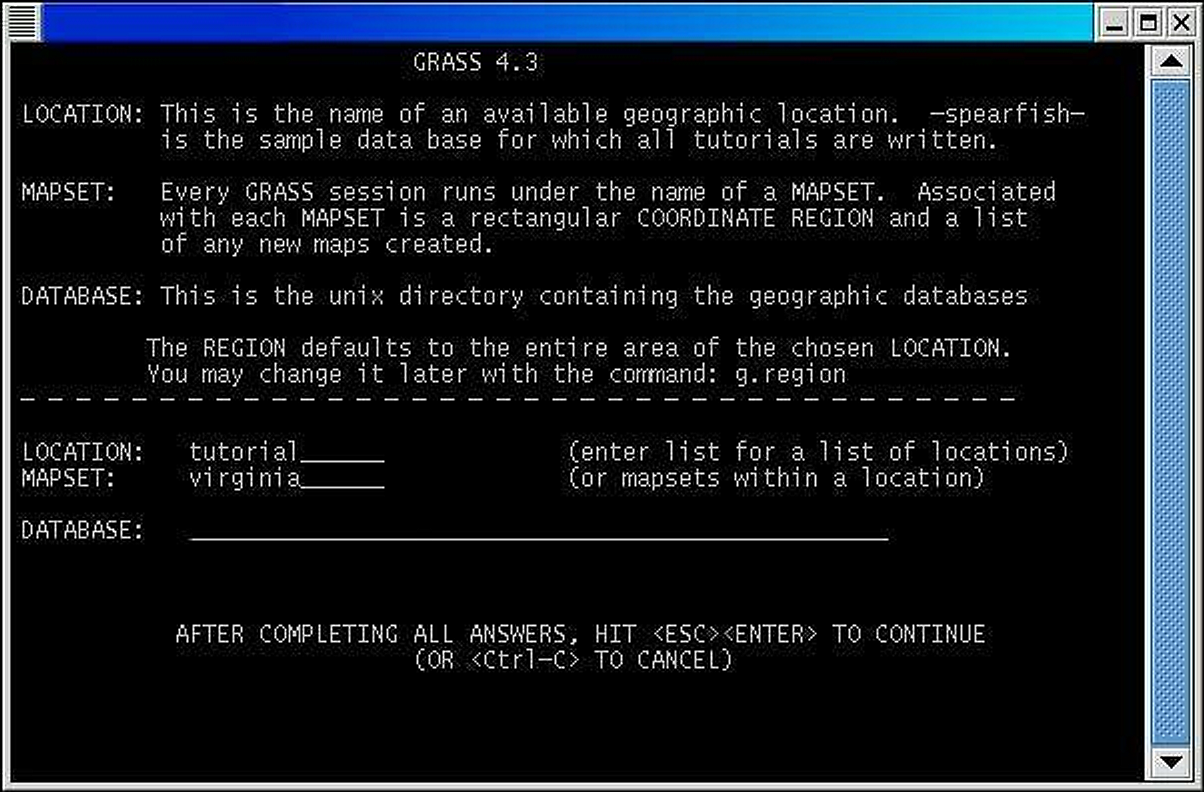 GRASS 4.3
LOCATION: This is the name of an available geographic location. -spearfish-
is the sample data base for which all tutorials are written.
MAPSET: Every GRASS session runs under the name of a MAPSET. Associated
with each MAPSET is a rectangular COORDINATE REGION and a list
of any new maps created.
DATABASE: This is the unix directory containing the geographic databases
The REGION defaults to the entire area of the chosen LOCATION.
You may change it later with the command: g.region
- - - - - - - - - - - - - - - - - - - - - - - - - - - - - - - - - - - -
LOCATION: tutorial______ (enter list for a list of locations)
MAPSET: virginia______ (or mapsets within a location)
DATABASE: __________________________________________________
AFTER COMPLETING ALL ANSWERS, HIT <ESC><ENTER> TO CONTINUE
(OR <Ctrl-C> TO CANCEL)